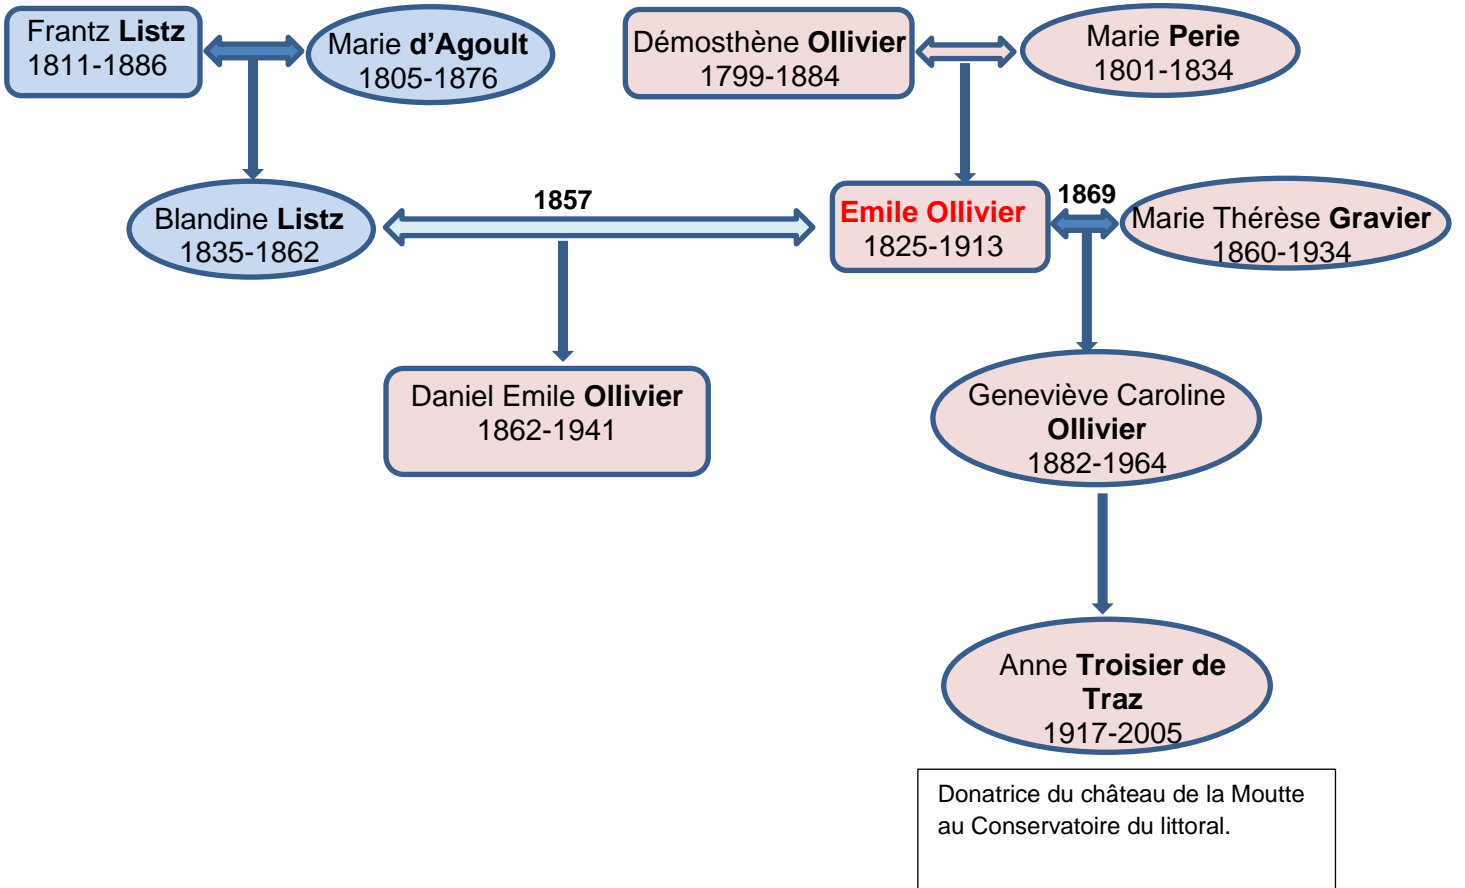 Frantz Listz
1811-1886
Marie d'Agoult
1805-1876
Démosthène Ollivier
1799-1884
Marie Perie
1801-1834
Blandine Listz
1835-1862
1857
Emile Ollivier
1825-1913
1869
Marie Thérèse Gravier
1860-1934
Daniel Emile Ollivier
1862-1941
Geneviève Caroline
Ollivier
1882-1964
Anne Troisier de
Traz
1917-2005
Donatrice du château de la Moutte
au Conservatoire du littoral.